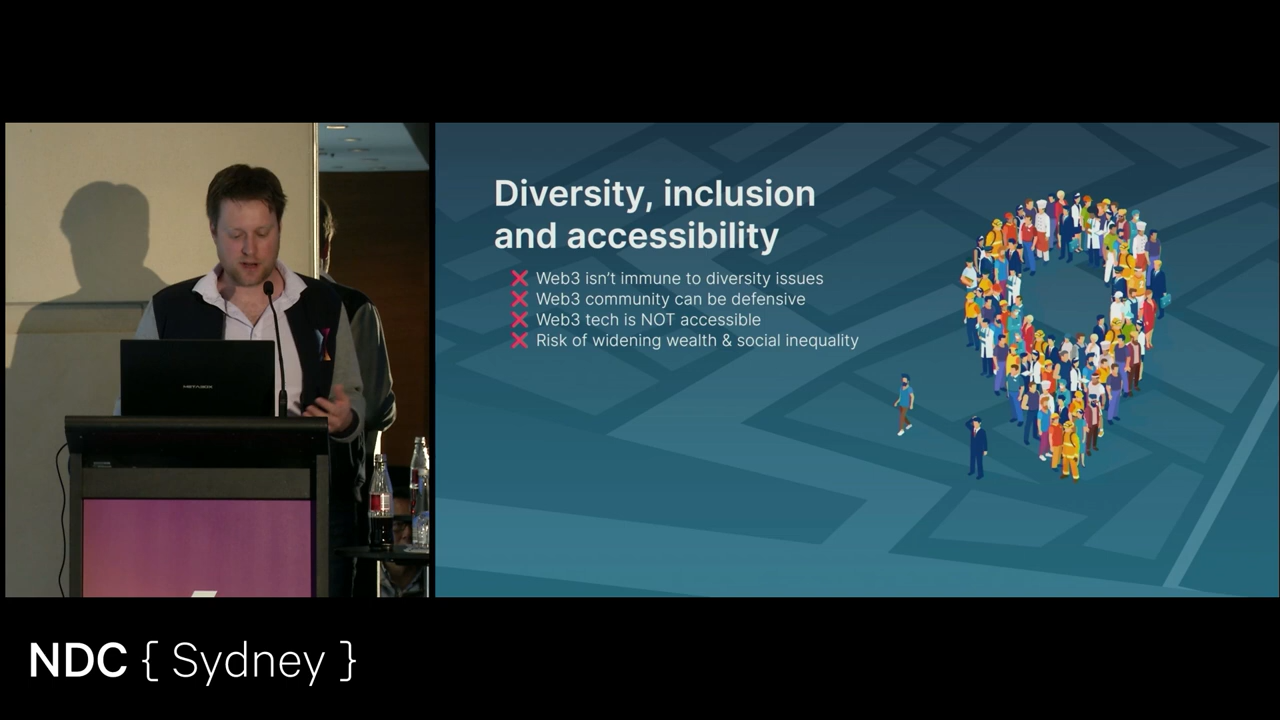 Diversity, inclusion
and accessibility
❌ Web3 isn't immune to diversity issues
❌ Web3 community can be defensive
❌ Web3 tech is NOT accessible
❌ Risk of widening wealth & social inequality
METABOX
NDC { Sydney }